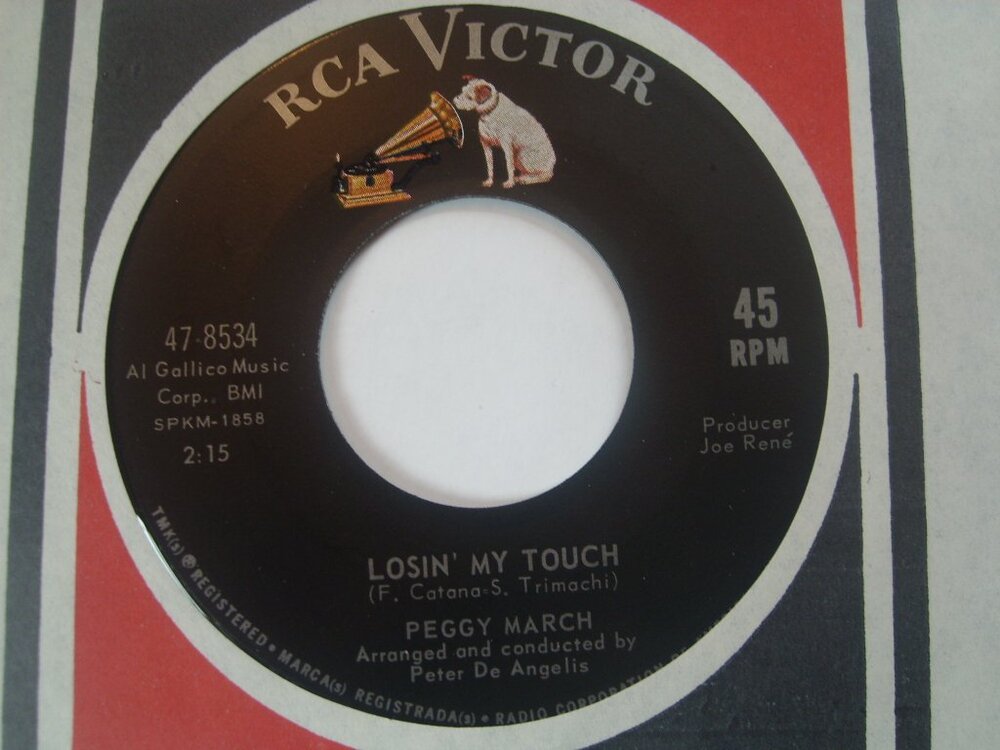 RCA VICTOR
47-8534
Al Gallico Music
Corp., BMI
SPKM-1858
2:15
45
RPM
Producer
Joe René
LOSIN' MY TOUCH
(F. Catana-S. Trimachi)
PEGGY MARCH
Arranged and conducted by
Peter De Angelis
TMK(s) ® REGISTERED • MARCA(s) REGISTRADA(s) • RADIO CORPORATION